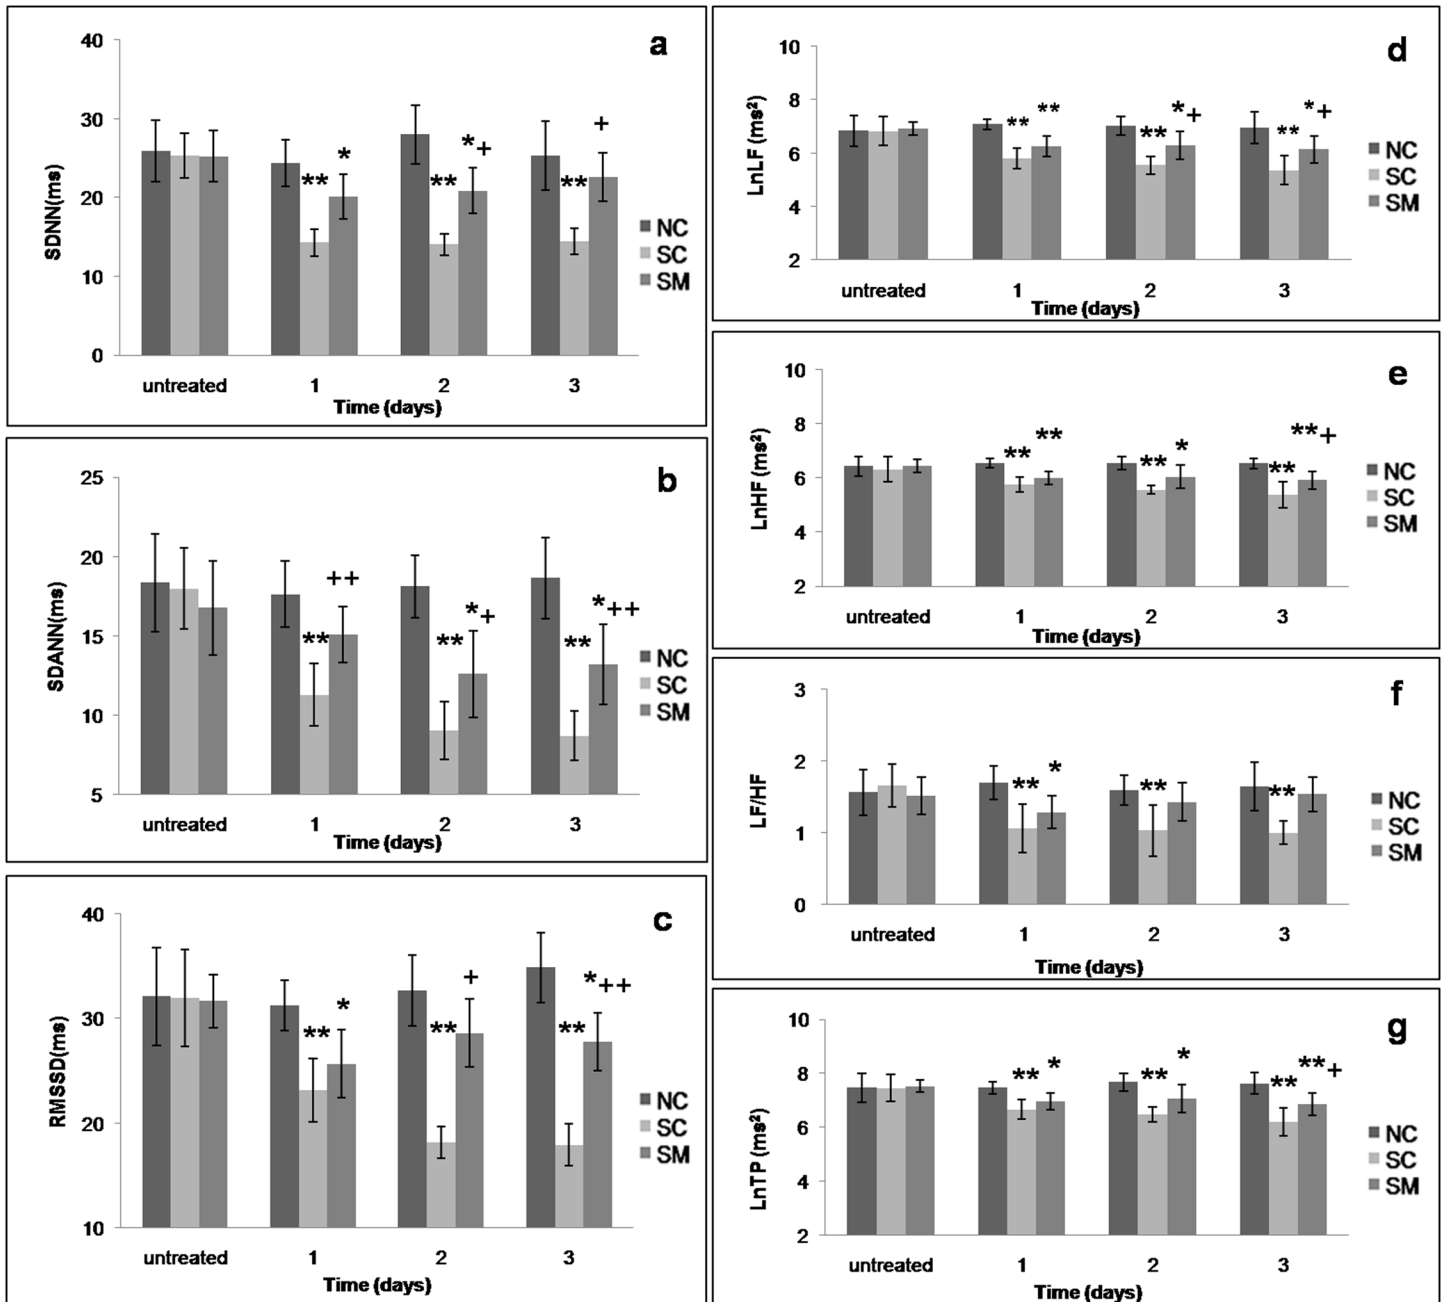 a
40
30
20
10
0
SDNN(ms)
** *
** *+
** +
NC
SC
SM
untreated 1 2 3
Time (days)
b
25
20
15
10
5
SDANN(ms)
** ++
** *+
** *++
NC
SC
SM
untreated 1 2 3
Time (days)
c
40
30
20
10
RMSSD(ms)
** *
** +
** *++
NC
SC
SM
untreated 1 2 3
Time (days)
d
10
8
6
4
2
LnLF (ms²)
** **
** *+
** *+
NC
SC
SM
untreated 1 2 3
Time (days)
e
10
8
6
4
2
LnHF (ms²)
** **
** *
** **+
NC
SC
SM
untreated 1 2 3
Time (days)
f
3
2
1
0
LF/HF
** *
**
**
NC
SC
SM
untreated 1 2 3
Time (days)
g
10
8
6
4
2
LnTP (ms²)
** *
** *
** **+
NC
SC
SM
untreated 1 2 3
Time (days)